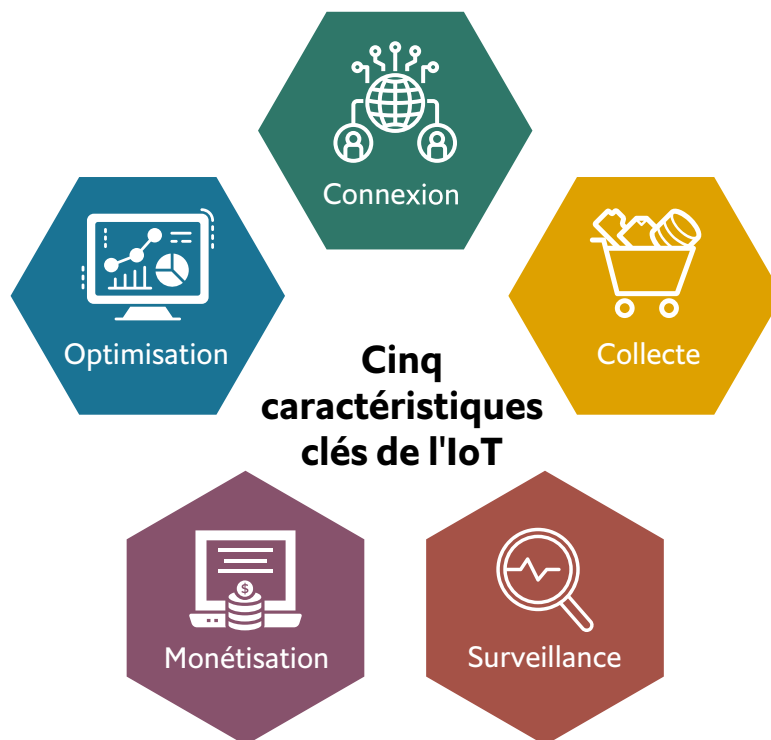 Connexion
Optimisation
Collecte
Cinq
caractéristiques
clés de l'IoT
$
Monétisation
Surveillance